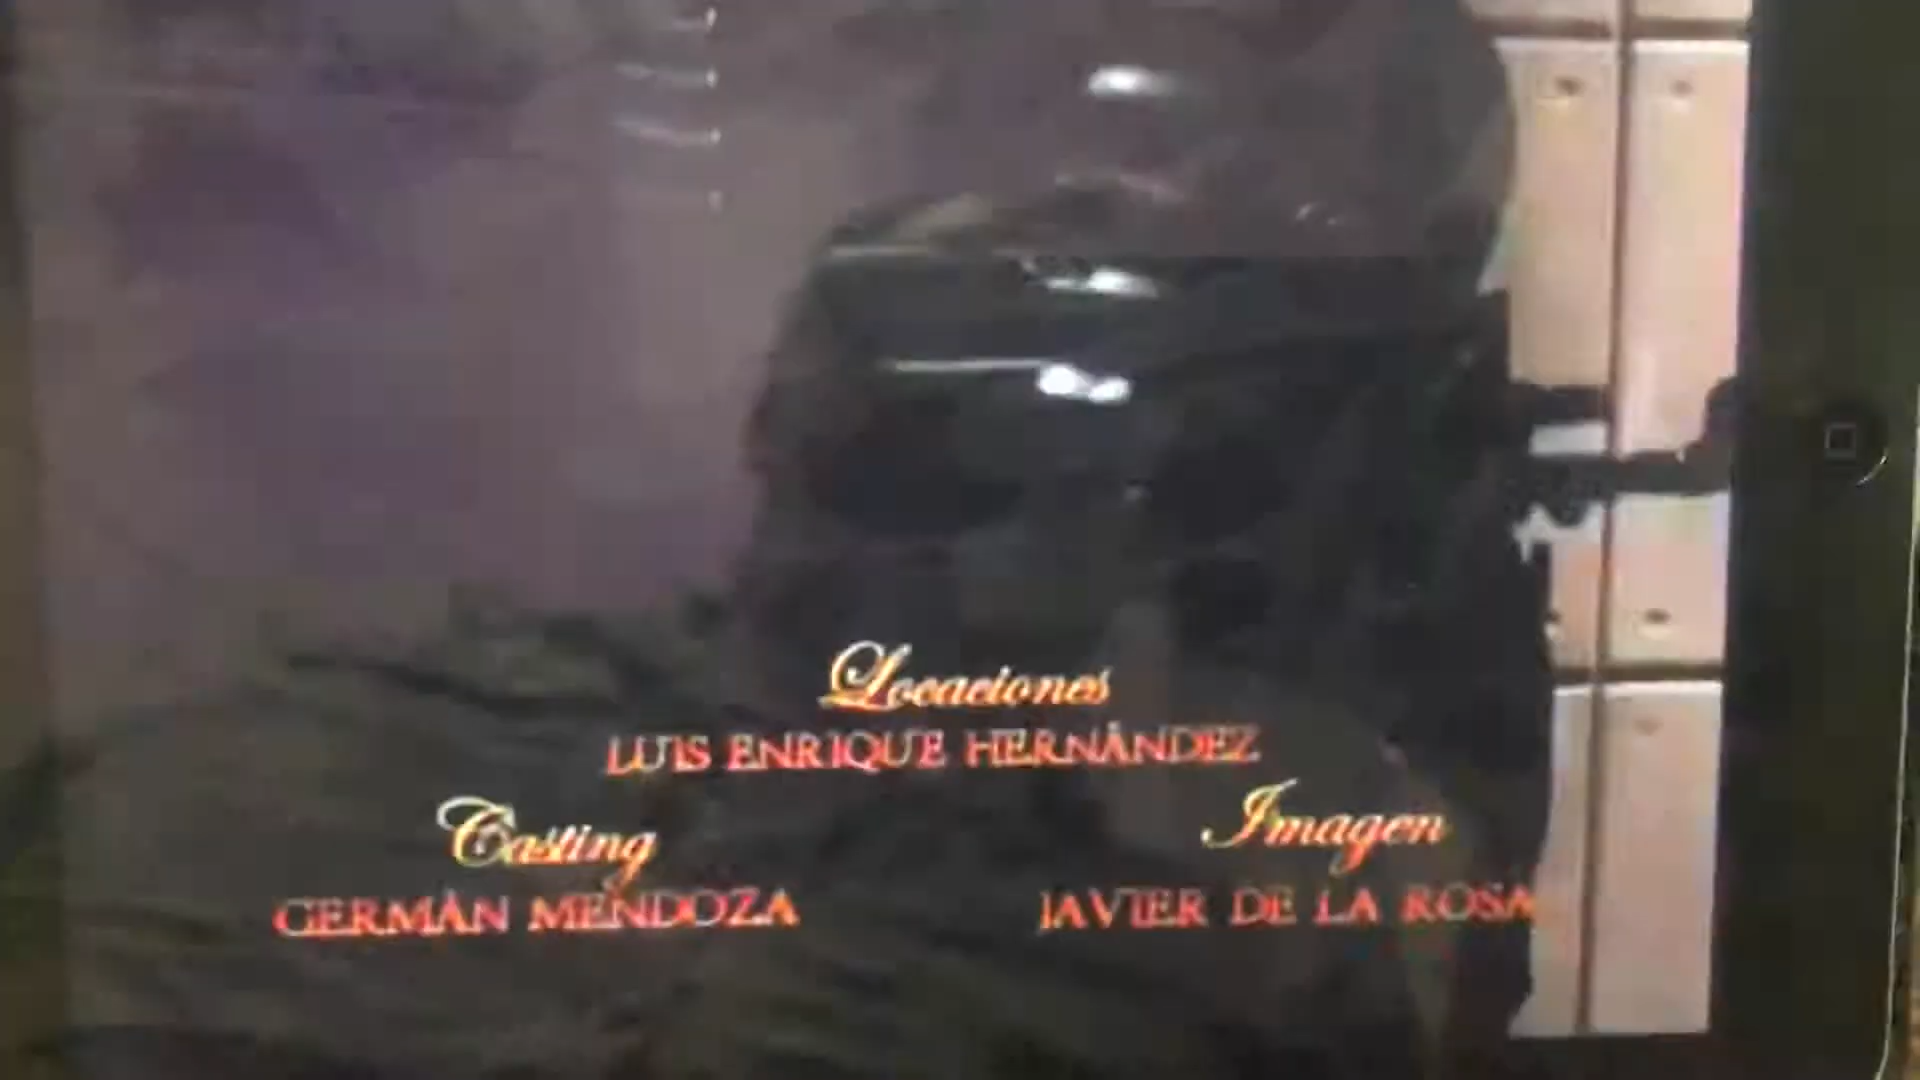 Locaciones
LUIS ENRIQUE HERNÁNDEZ
Casting
GERMÁN MENDOZA
Imagen
JAVIER DE LA ROSA